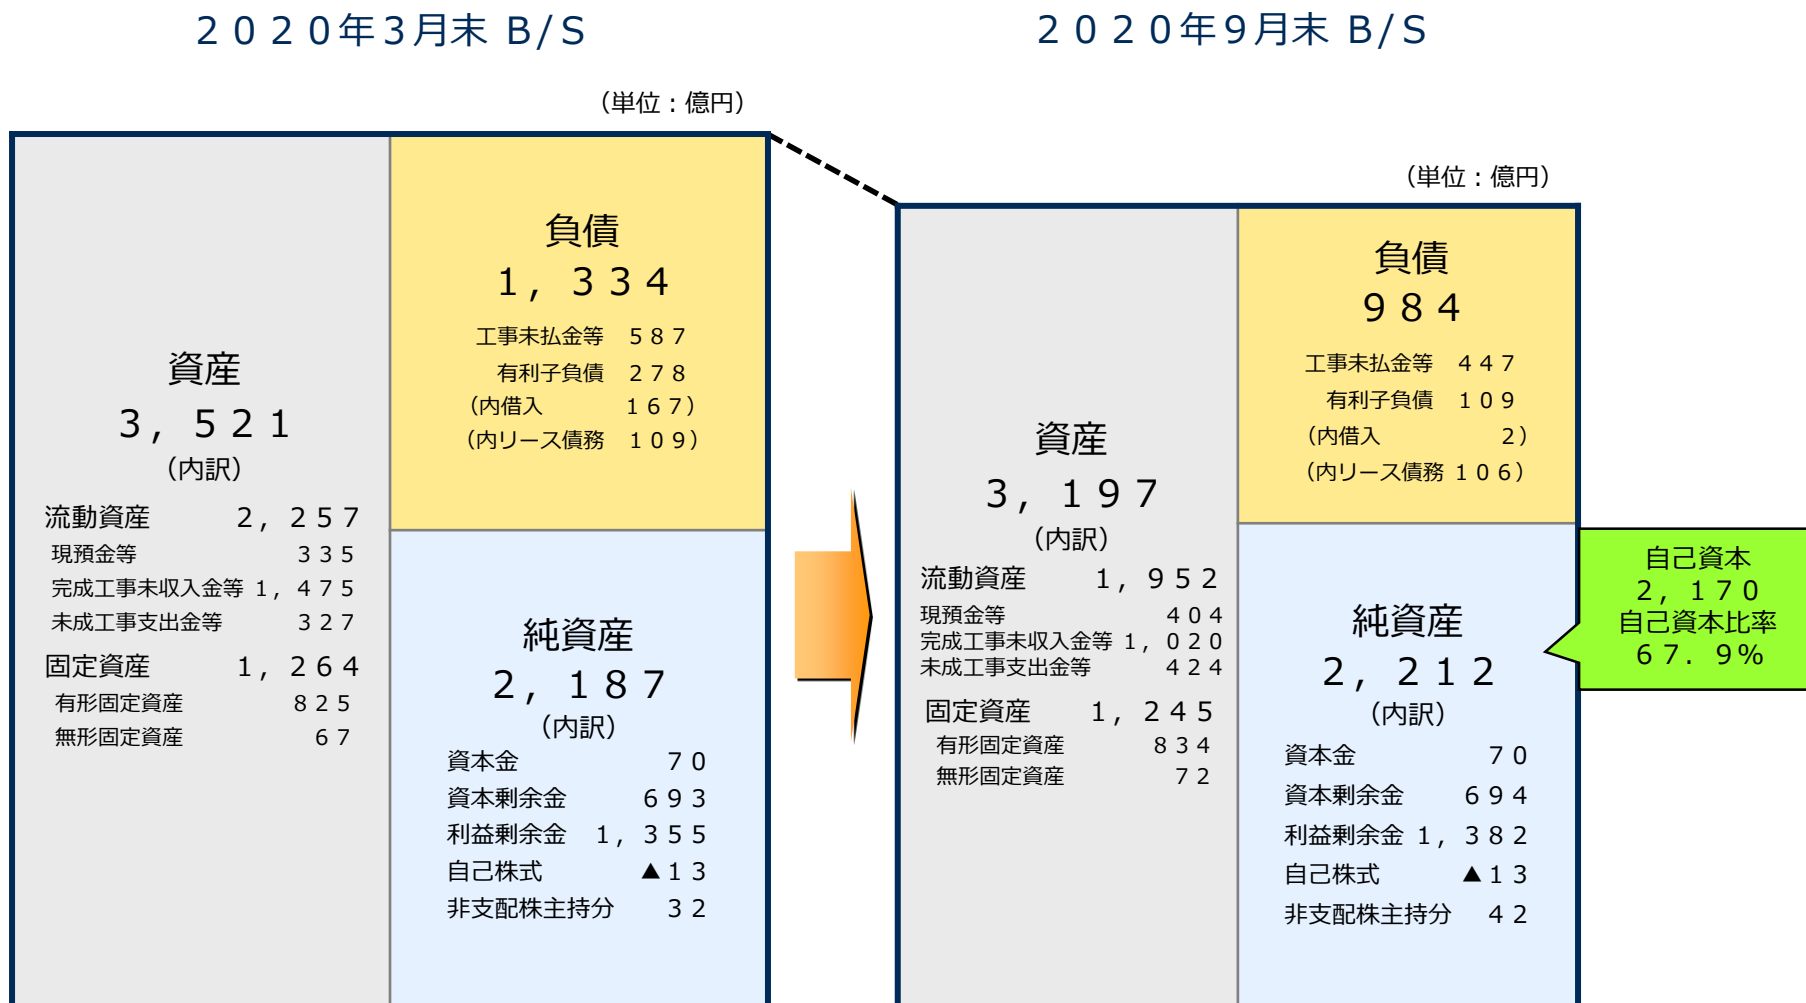 ２０２０年３月末 B/S
（単位：億円）
資産
３，５２１
（内訳）
流動資産 ２，２５７
現預金等 ３３５
完成工事未収入金等 １，４７５
未成工事支出金等 ３２７
固定資産 １，２６４
有形固定資産 ８２５
無形固定資産 ６７
負債
１，３３４
工事未払金等 ５８７
有利子負債 ２７８
（内借入 １６７）
（内リース債務 １０９）
純資産
２，１８７
（内訳）
資本金 ７０
資本剰余金 ６９３
利益剰余金 １，３５５
自己株式 ▲１３
非支配株主持分 ３２
２０２０年９月末 B/S
（単位：億円）
資産
３，１９７
（内訳）
流動資産 １，９５２
現預金等 ４０４
完成工事未収入金等 １，０２０
未成工事支出金等 ４２４
固定資産 １，２４５
有形固定資産 ８３４
無形固定資産 ７２
負債
９８４
工事未払金等 ４４７
有利子負債 １０９
（内借入 ２）
（内リース債務 １０６）
純資産
２，２１２
（内訳）
資本金 ７０
資本剰余金 ６９４
利益剰余金 １，３８２
自己株式 ▲１３
非支配株主持分 ４２
自己資本
２，１７０
自己資本比率
６７．９％